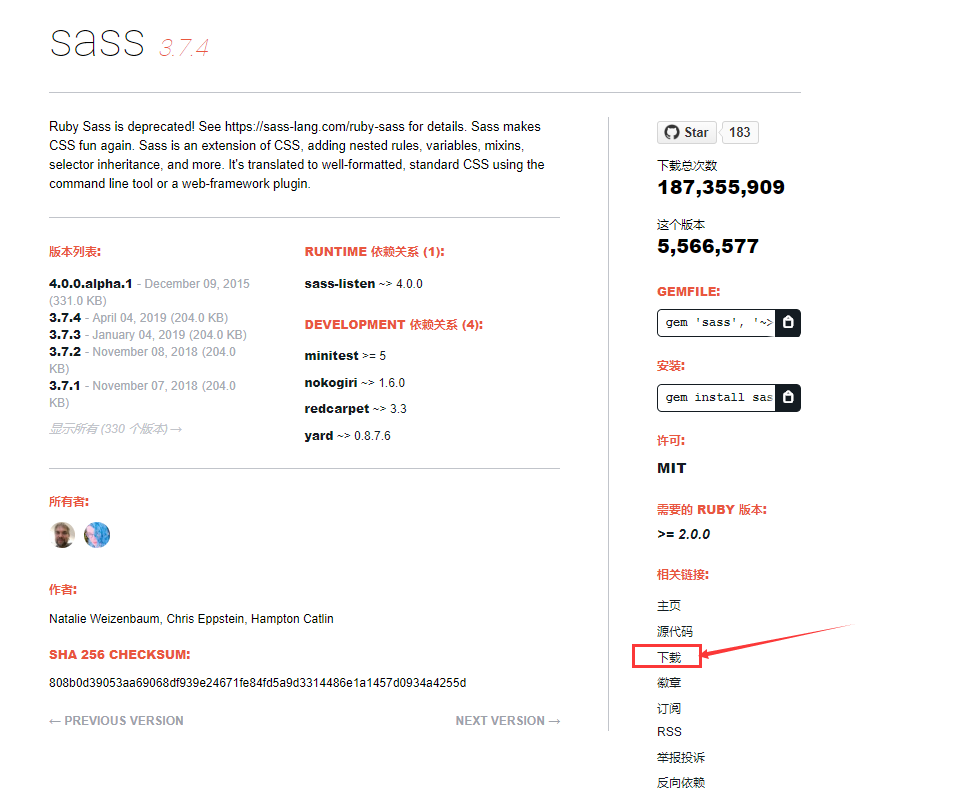 sass 3.7.4
Ruby Sass is deprecated! See https://sass-lang.com/ruby-sass for details. Sass makes
CSS fun again. Sass is an extension of CSS, adding nested rules, variables, mixins,
selector inheritance, and more. It's translated to well-formatted, standard CSS using the
command line tool or a web-framework plugin.
版本列表:
4.0.0.alpha.1 - December 09, 2015
(331.0 KB)
3.7.4 - April 04, 2019 (204.0 KB)
3.7.3 - January 04, 2019 (204.0 KB)
3.7.2 - November 08, 2018 (204.0
KB)
3.7.1 - November 07, 2018 (204.0
KB)
显示所有 (330 个版本) →
RUNTIME 依赖关系 (1):
sass-listen ~> 4.0.0
DEVELOPMENT 依赖关系 (4):
minitest >= 5
nokogiri ~> 1.6.0
redcarpet ~> 3.3
yard ~> 0.8.7.6
所有者:
作者:
Natalie Weizenbaum, Chris Eppstein, Hampton Catlin
SHA 256 CHECKSUM:
808b0d39053aa69068df939e24671fe84fd5a9d3314486e1a1457d0934a4255d
← PREVIOUS VERSION
NEXT VERSION →
Star 183
下载总次数
187,355,909
这个版本
5,566,577
GEMFILE:
gem 'sass', '~>
安装:
gem install sas
许可:
MIT
需要的 RUBY 版本:
>= 2.0.0
相关链接:
主页
源代码
下载
徽章
订阅
RSS
举报投诉
反向依赖